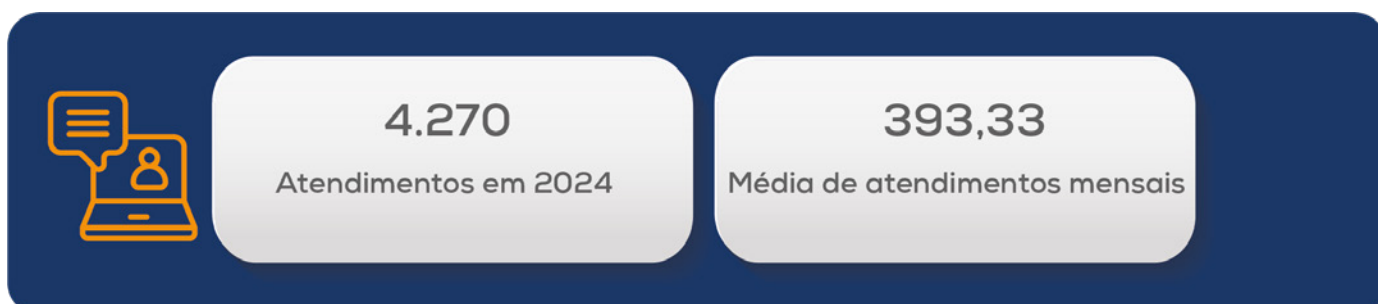 4.270
Atendimentos em 2024
393,33
Média de atendimentos mensais